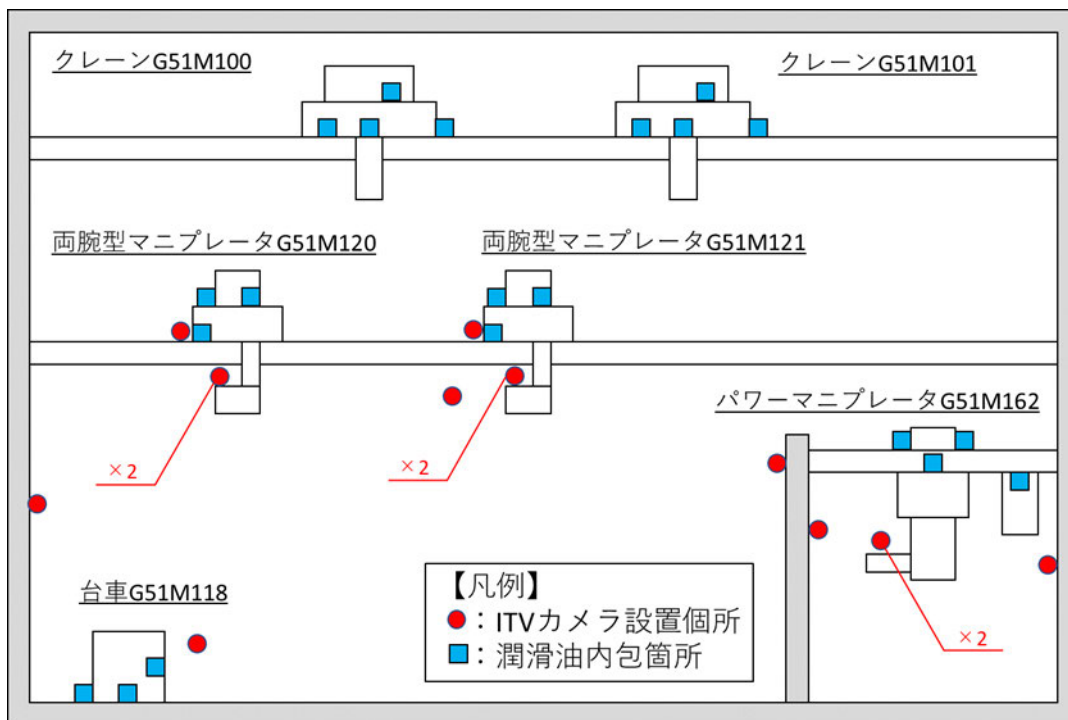 クレーンG51M100
クレーンG51M101
両腕型マニプレータG51M120
両腕型マニプレータG51M121
パワーマニプレータG51M162
×2
×2
台車G51M118
【凡例】
：ITVカメラ設置個所
：潤滑油内包箇所
×2